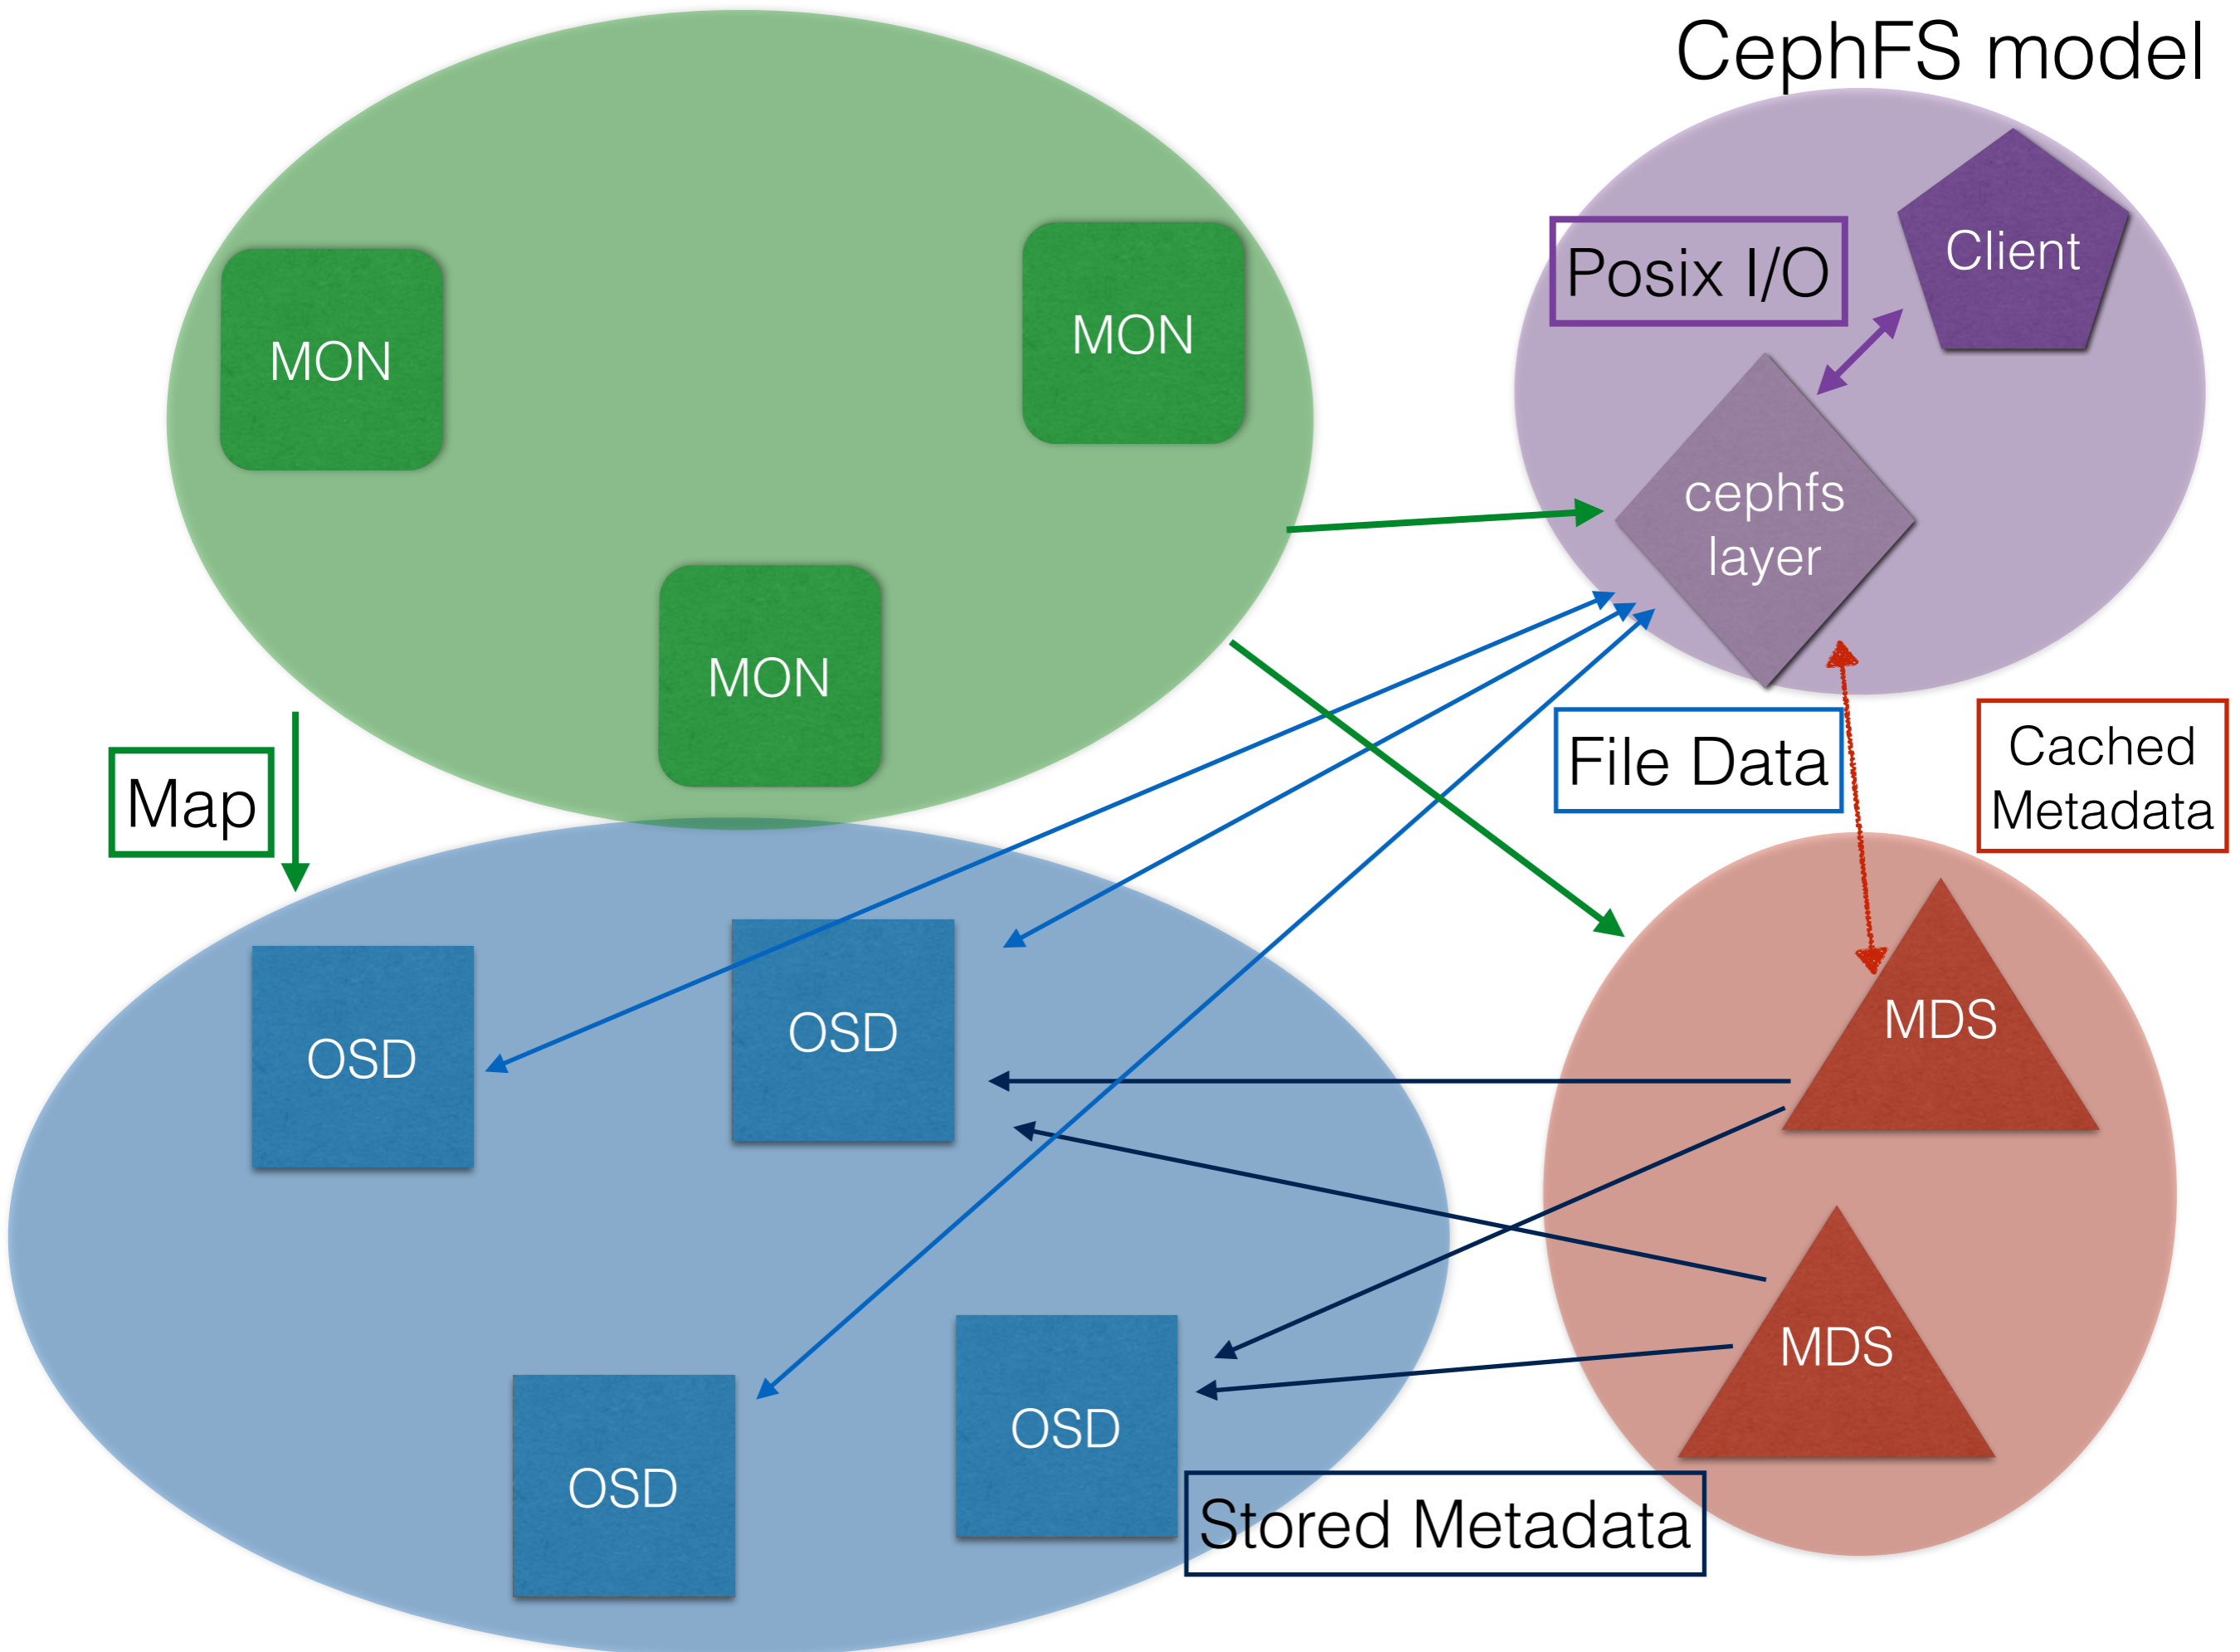 CephFS model
Client
Posix I/O
MON
MON
cephfs
layer
MON
Map
File Data
Cached
Metadata
OSD
OSD
MDS
MDS
OSD
OSD
Stored Metadata